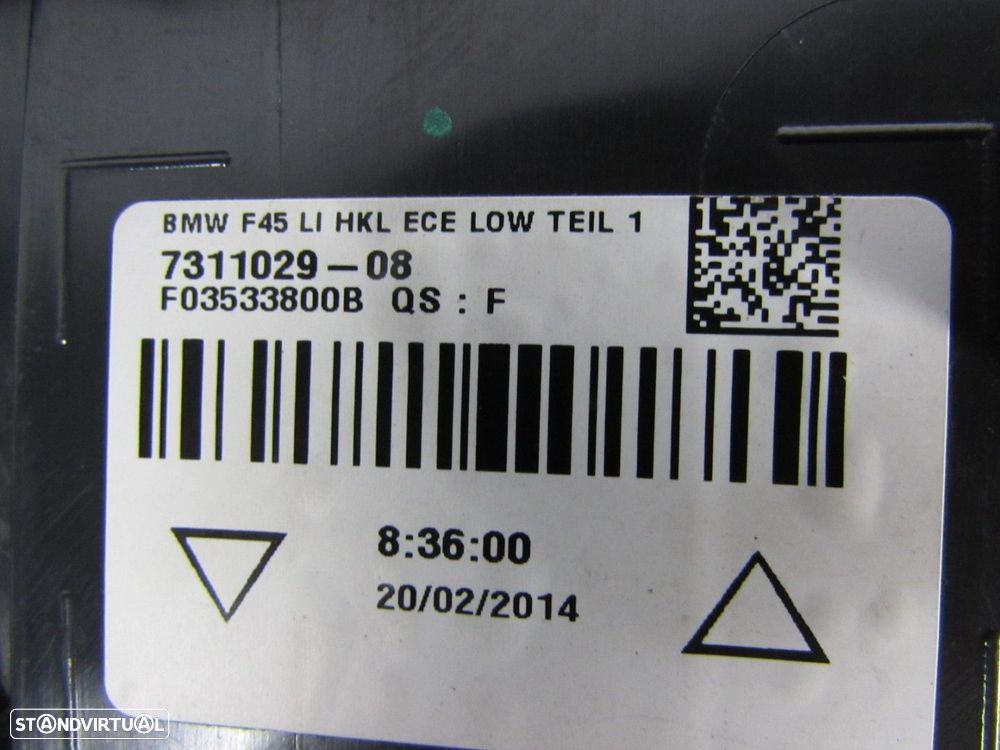 BMW F45 LI HKL ECE LOW TEIL 1
7311029-08
F03533800B QS : F
8:36:00
20/02/2014
STANDVIRTUAL